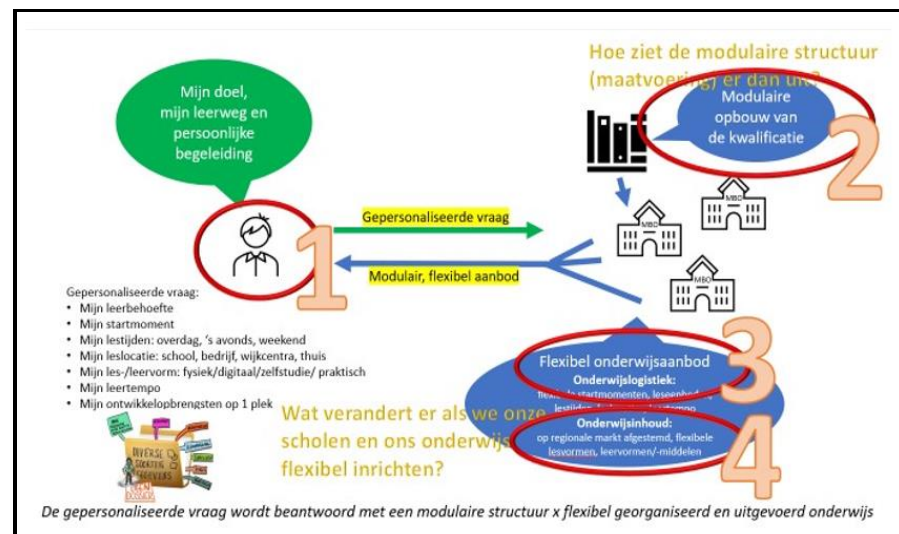 Hoe ziet de modulaire structuur
(maatvoering) er dan uit?
Mijn doel,
mijn leerweg en
persoonlijke
begeleiding
Modulaire
opbouw van
de kwalificatie
2
MBO
MBO
MBO
Gepersonaliseerde vraag
1
Modulair, flexibel aanbod
Gepersonaliseerde vraag:
• Mijn leerbehoefte
• Mijn startmoment
• Mijn lestijden: overdag, 's avonds, weekend
• Mijn leslocatie: school, bedrijf, wijkcentra, thuis
• Mijn les-/leervorm: fysiek/digitaal/zelfstudie/ praktisch
• Mijn leertempo
• Mijn ontwikkelopbrengsten op 1 plek
3
Flexibel onderwijsaanbod
Onderwijslogistiek:
startmomenten,
Wat verandert er als we onze
scholen en ons onderwijs
flexibel inrichten?
Onderwijsinhoud:
op regionale markt afgestemd, flexibele
lesvormen, leervormen/-middelen
4
DIVERSE
SOORTEN
GEGEVENS
DOSSIER
De gepersonaliseerde vraag wordt beantwoord met een modulaire structuur x flexibel georganiseerd en uitgevoerd onderwijs